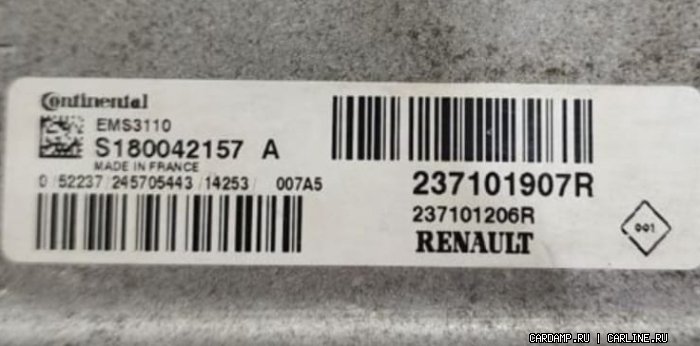 Continental
EMS3110
S180042157 A
MADE IN FRANCE
0/52237/245705443/14253/ 007A5
237101907R
237101206R
RENAULT
001
CARDAMP.RU | CARLINE.RU